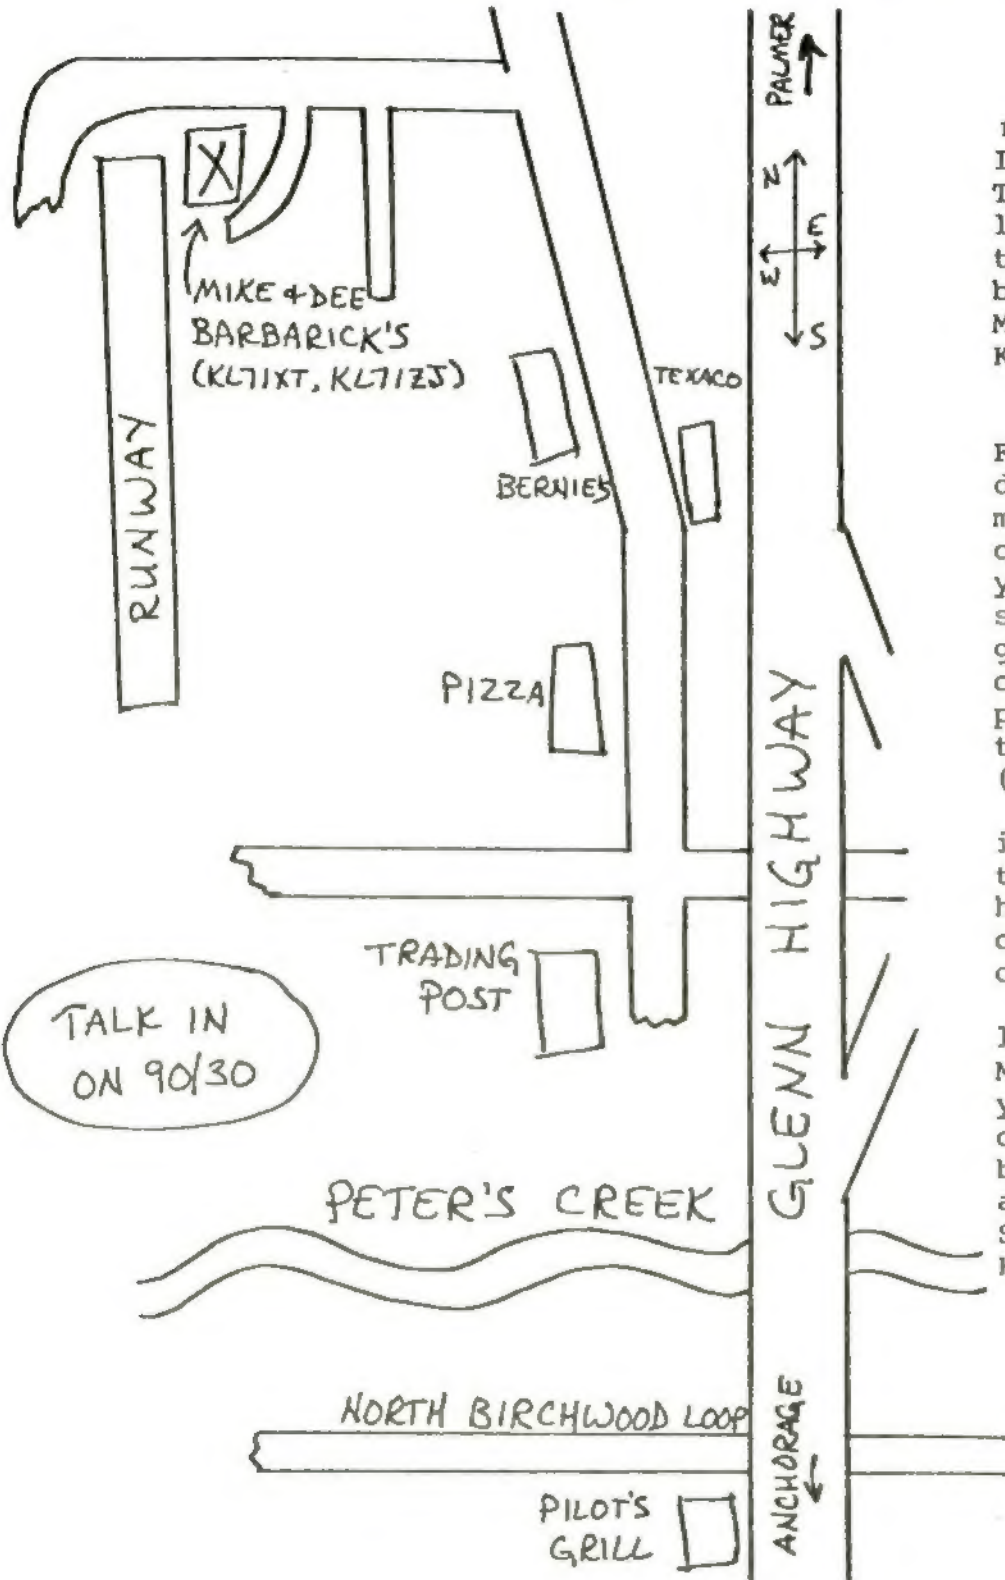 PALMER
N
W E
S
MIKE & DEE
BARBARICK'S
(KL7IXT, KL7IZJ)
TEXACO
BERNIE'S
RUNWAY
PIZZA
GLENN HIGHWAY
TRADING
POST
TALK IN
ON 90/30
PETER'S CREEK
NORTH BIRCHWOOD LOOP
ANCHORAGE
PILOT'S
GRILL